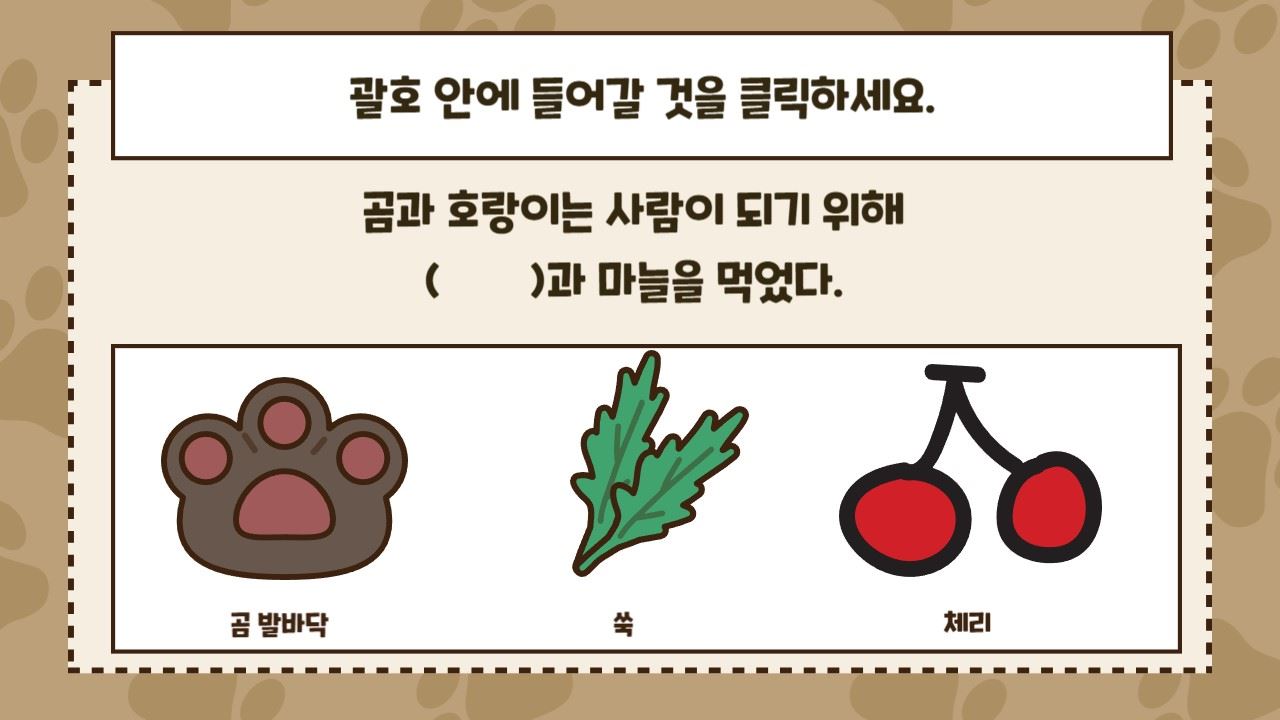 괄호 안에 들어갈 것을 클릭하세요.
곰과 호랑이는 사람이 되기 위해
(        )과 마늘을 먹었다.
곰 발바닥
쑥
체리